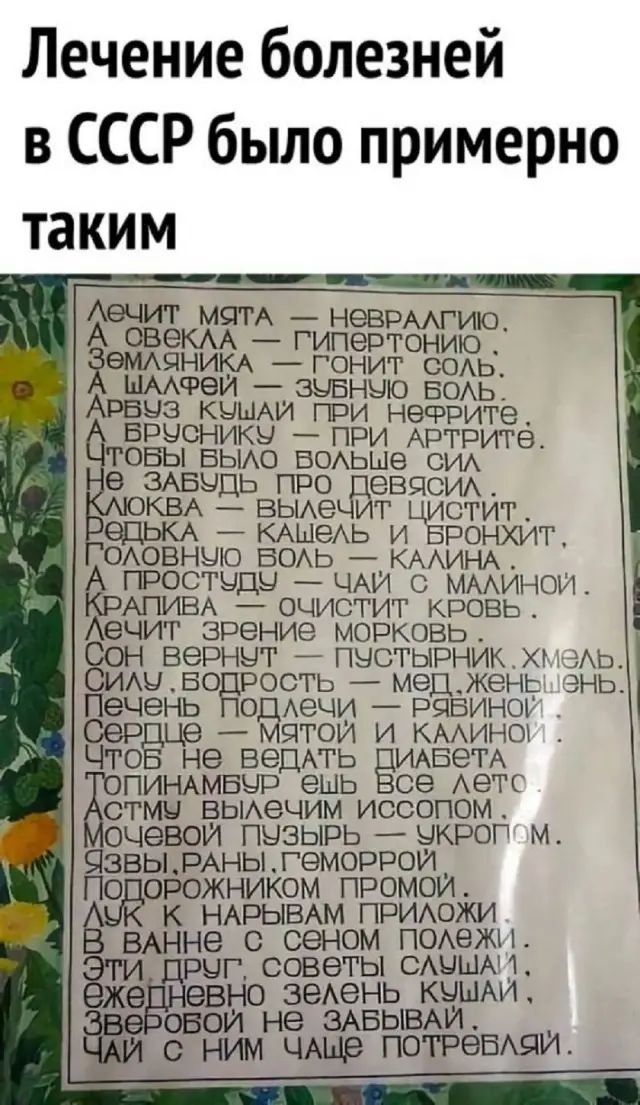 Лечение болезней
в СССР было примерно
таким
Лечит мята — невралгию.
А свекла — гипертонию.
Земляника — гонит соль.
А шалфей — зубную боль.
Арбуз кушай при нефрите.
А бруснику — при артрите.
Чтобы было больше сил
Не забудь про девясил.
Клюква — вылечит цистит.
Редька — кашель и бронхит,
Головную боль — калина.
А простуду — чай с малиной.
Крапива — очистит кровь.
Лечит зрение морковь.
Сон вернут — пустырник, хмель.
Силу, бодрость — мед, женьшень.
Печень подлечи — рябиной,
Сердце — мятой и калиной.
Чтоб не ведать диабета
Топинамбур ешь все лето.
Астму вылечим иссопом,
Мочевой пузырь — укропом.
Язвы, раны, геморрой
Подорожником промой.
Лук к нарывам приложи,
В ванне с сеном полежи.
Эти друг, советы слушай,
Ежедневно зелень кушай,
Зверобой не забывай,
Чай с ним чаще потребляй.